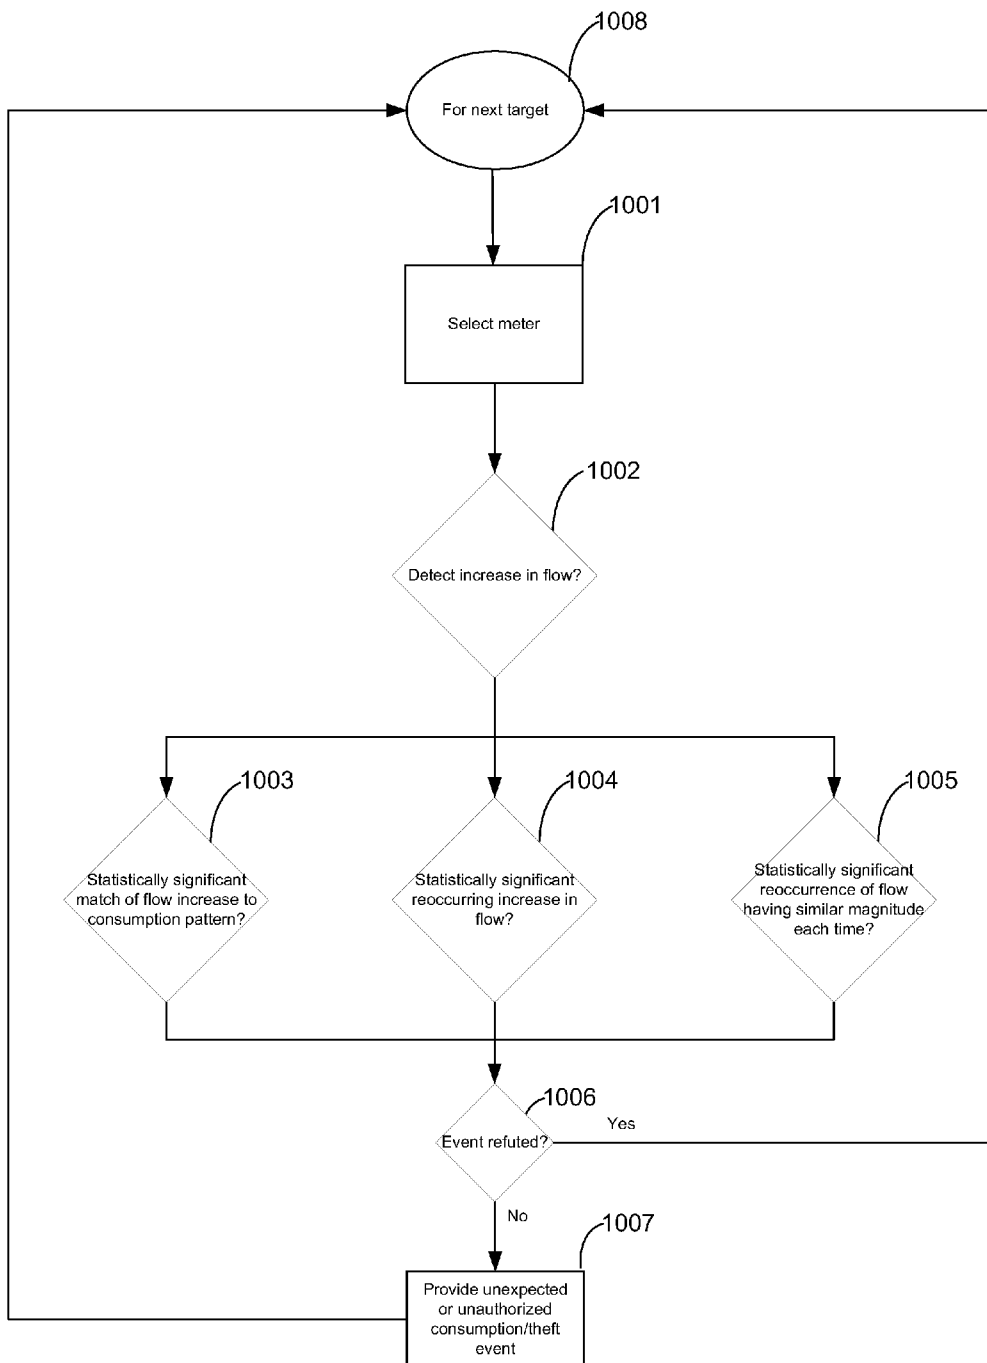 1008
For next target
1001
Select meter
1002
Detect increase in flow?
1003
1004
1005
Statistically significant
match of flow increase to
consumption pattern?
Statistically significant
reoccurring increase in
flow?
Statistically significant
reoccurrence of flow
having similar magnitude
each time?
1006
Event refuted?
Yes
No
1007
Provide unexpected
or unauthorized
consumption/theft
event